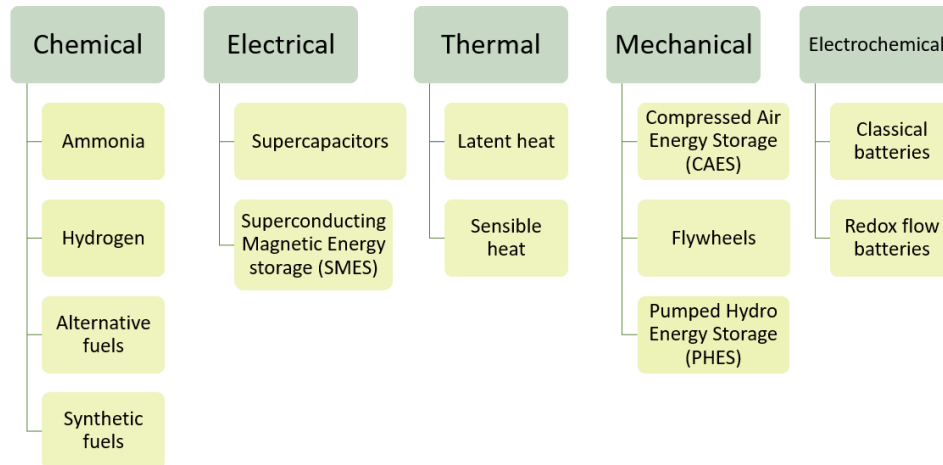 Chemical
Ammonia
Hydrogen
Alternative
fuels
Synthetic
fuels
Electrical
Supercapacitors
Superconducting
Magnetic Energy
storage (SMES)
Thermal
Latent heat
Sensible
heat
Mechanical
Compressed Air
Energy Storage
(CAES)
Flywheels
Pumped Hydro
Energy Storage
(PHES)
Electrochemical
Classical
batteries
Redox flow
batteries